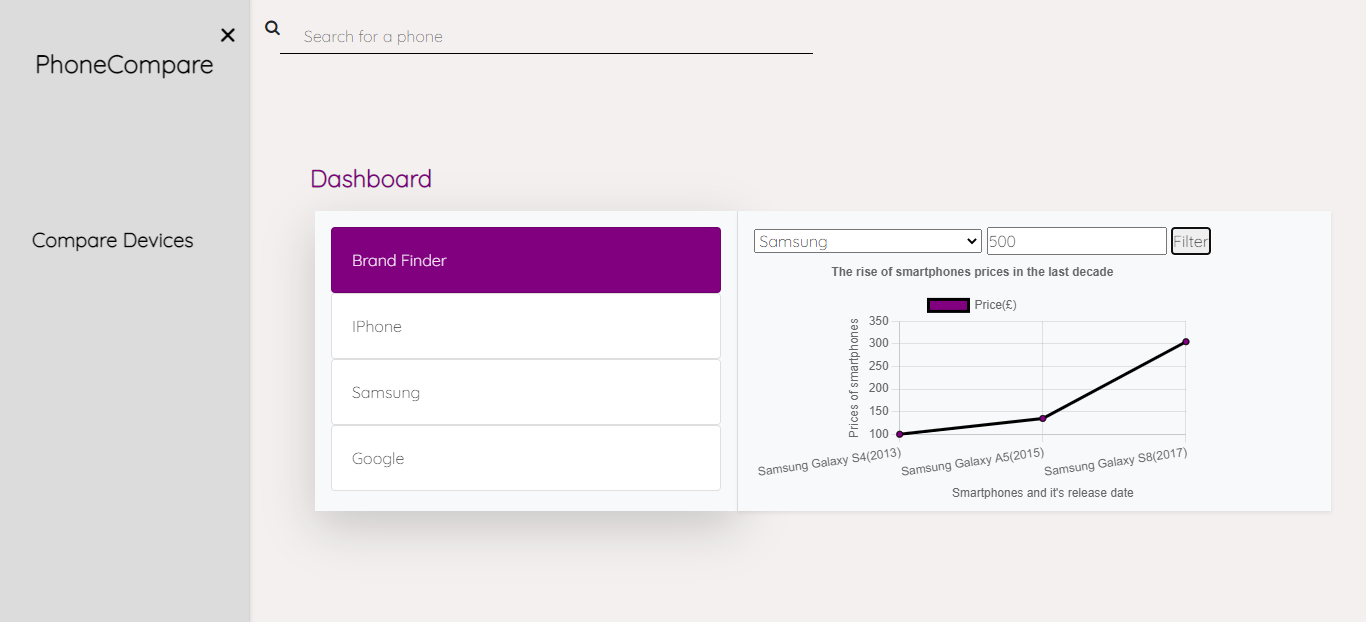 PhoneCompare
Search for a phone
Compare Devices
Dashboard
Brand Finder
IPhone
Samsung
Google
Samsung 500 Filter
The rise of smartphones prices in the last decade
Price(£)
Prices of smartphones
350
300
250
200
150
100
Samsung Galaxy S4(2013)
Samsung Galaxy A5(2015)
Samsung Galaxy S8(2017)
Smartphones and it's release date